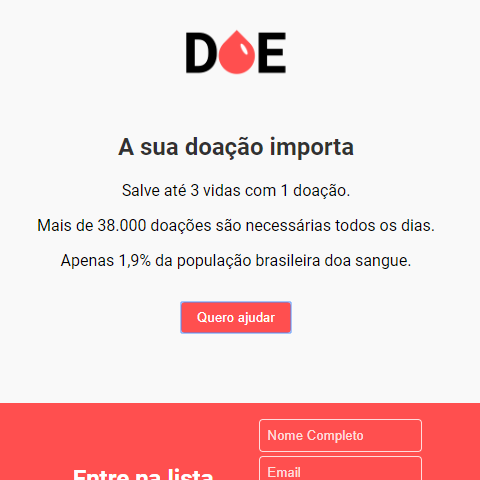 DOE
A sua doação importa
Salve até 3 vidas com 1 doação.
Mais de 38.000 doações são necessárias todos os dias.
Apenas 1,9% da população brasileira doa sangue.
Quero ajudar
Nome Completo
Entre na lista
Email